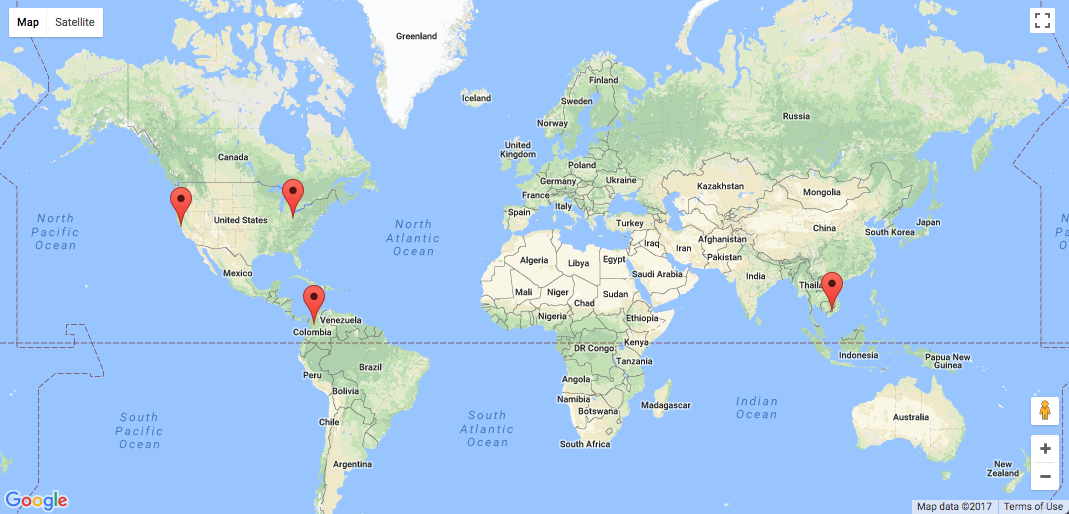 Map
Satellite
Greenland
Iceland
Finland
Sweden
Norway
Russia
United
Kingdom
Poland
Germany
Ukraine
France
Italy
Spain
Turkey
Kazakhstan
Mongolia
China
Japan
South Korea
Canada
United States
Mexico
North
Pacific
Ocean
North
Atlantic
Ocean
N
Pa
O
Algeria
Libya
Egypt
Iraq
Iran
Afghanistan
Pakistan
Saudi Arabia
India
Thaila
Mali
Niger
Chad
Sudan
Nigeria
Ethiopia
Venezuela
Colombia
DR Congo
Kenya
Tanzania
Indonesia
Papua New
Guinea
Peru
Brazil
Bolivia
Angola
Namibia
Botswana
Madagascar
South Africa
Chile
Argentina
South
Pacific
Ocean
South
Atlantic
Ocean
Indian
Ocean
Australia
New
Zealand
Google
Map data ©2017
Terms of Use